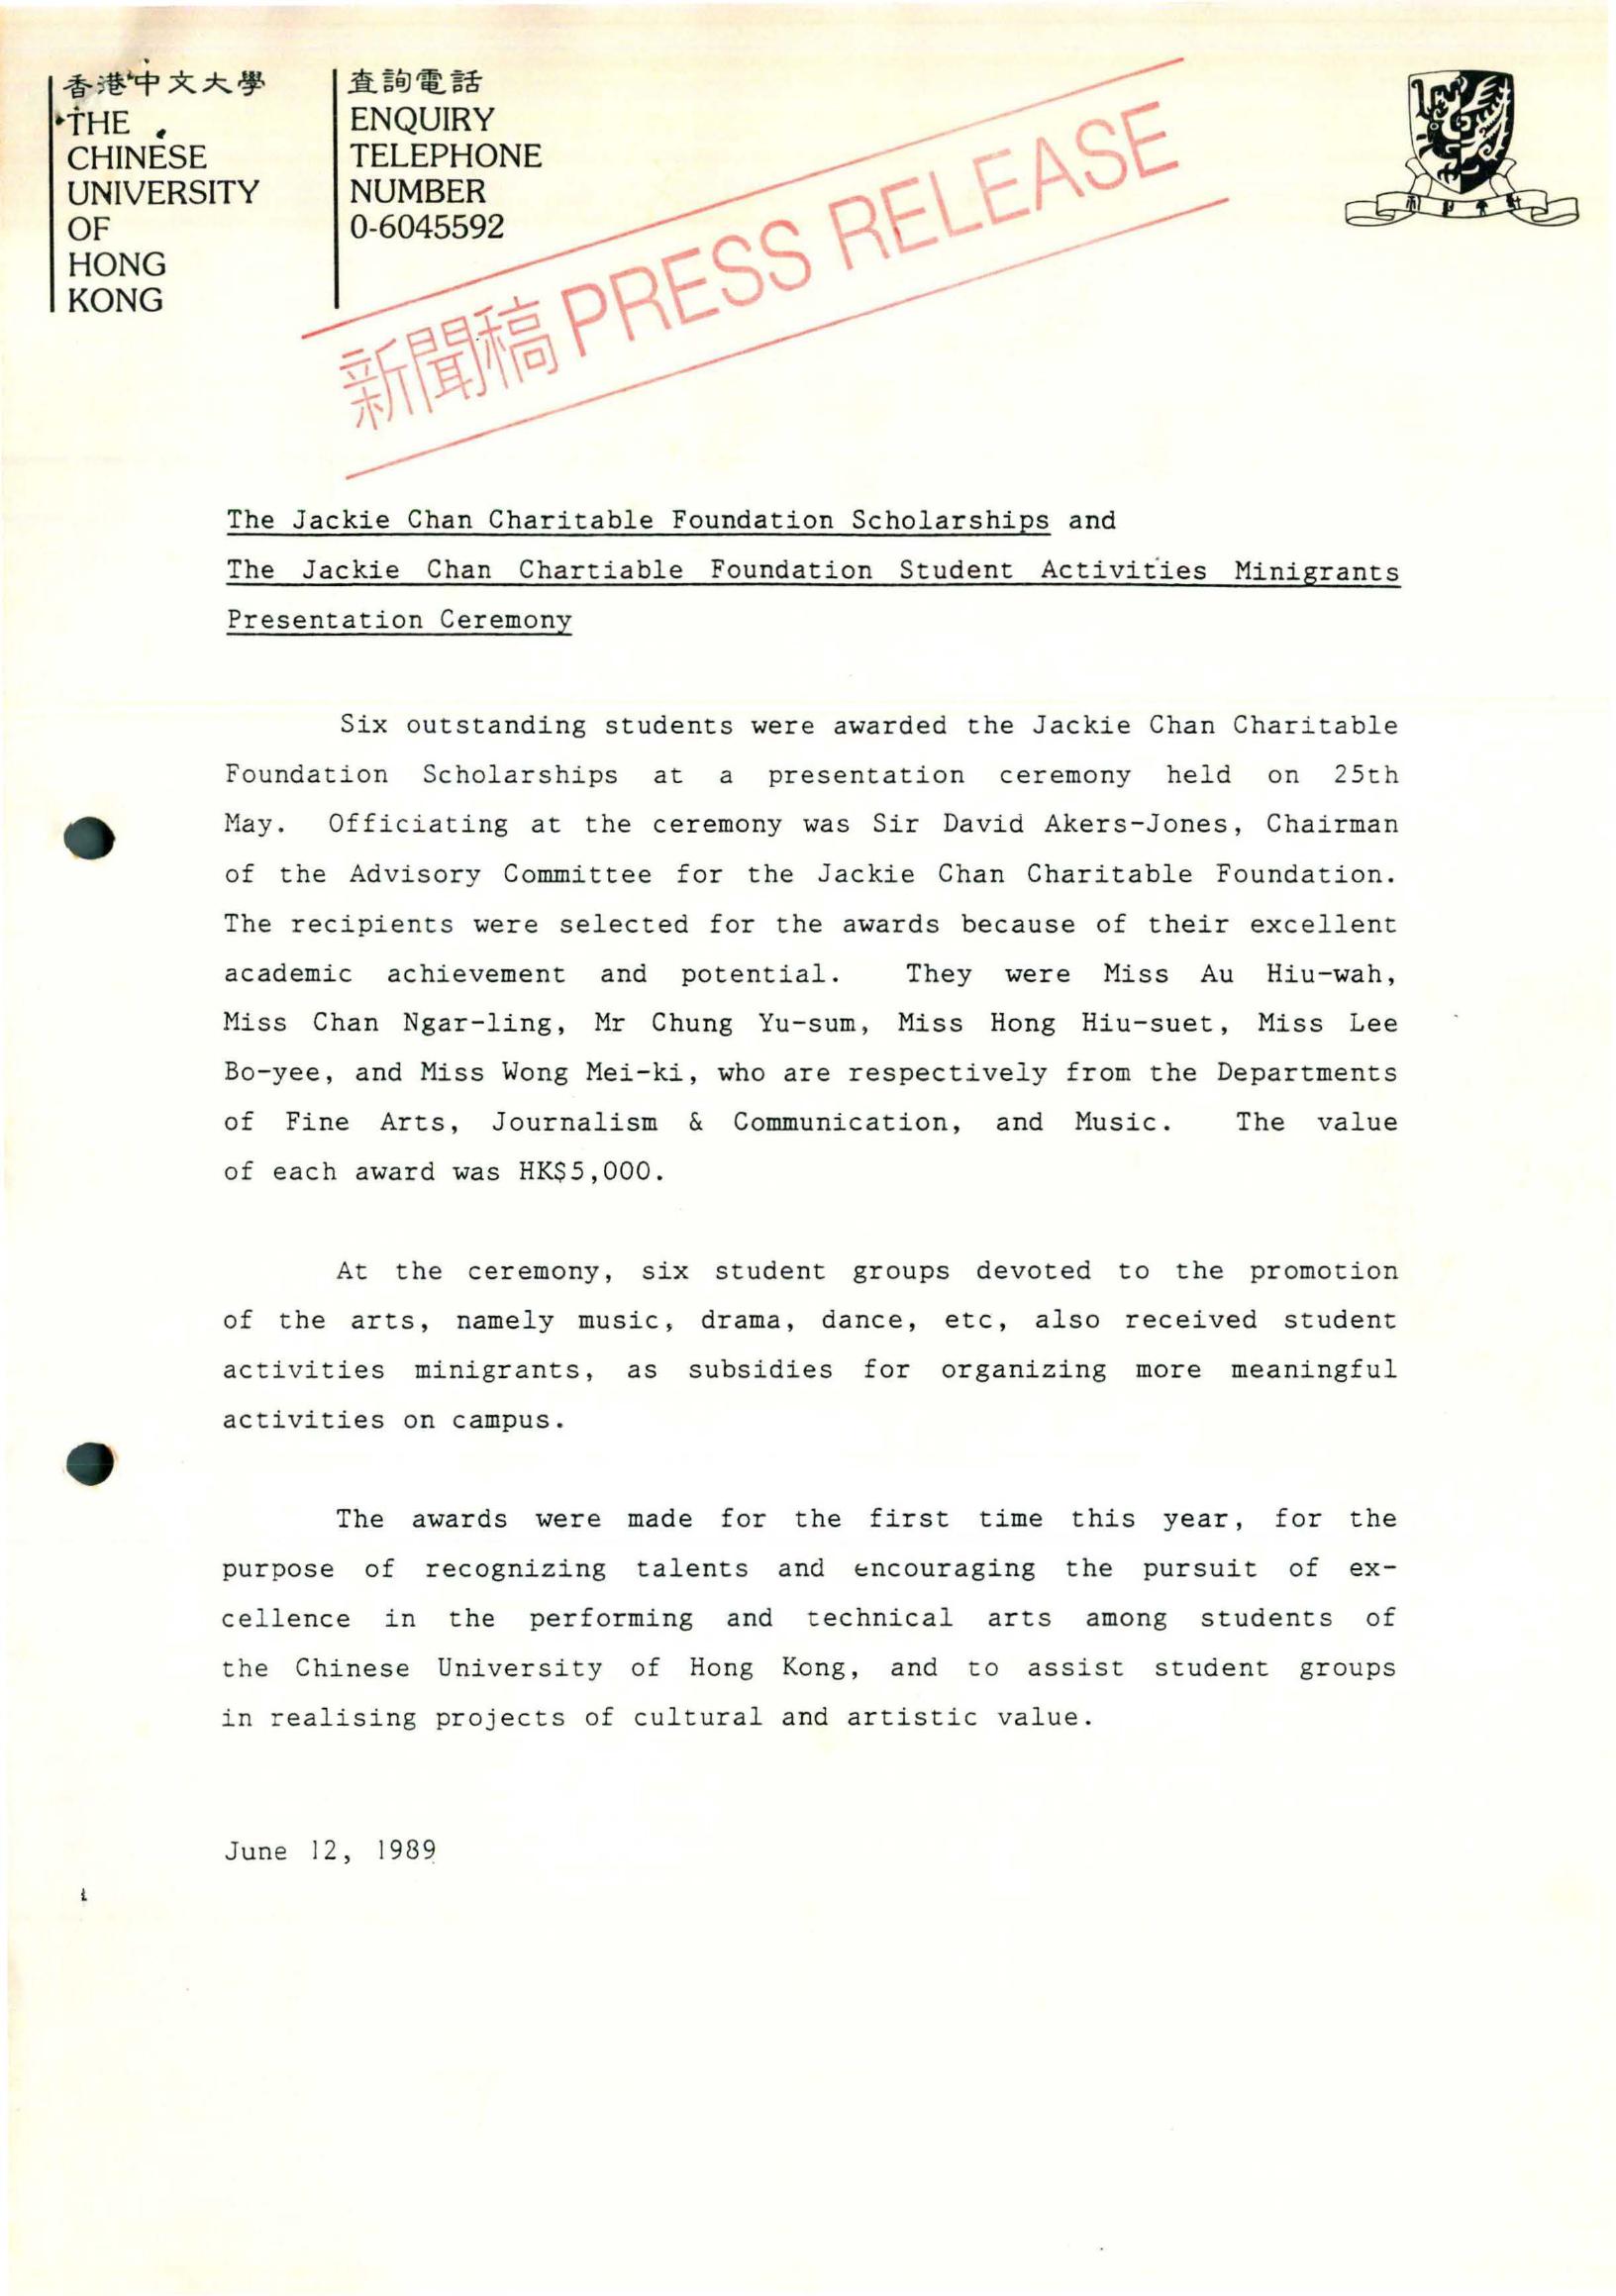 香港中文大學
THE
CHINESE
UNIVERSITY
OF
HONG
KONG
查詢電話
ENQUIRY
TELEPHONE
NUMBER
0-6045592
新聞稿 PRESS RELEASE
The Jackie Chan Charitable Foundation Scholarships and
The Jackie Chan Chartiable Foundation Student Activities Minigrants
Presentation Ceremony
Six outstanding students were awarded the Jackie Chan Charitable
Foundation Scholarships at a presentation ceremony held on 25th
May. Officiating at the ceremony was Sir David Akers-Jones, Chairman
of the Advisory Committee for the Jackie Chan Charitable Foundation.
The recipients were selected for the awards because of their excellent
academic achievement and potential. They were Miss Au Hiu-wah,
Miss Chan Ngar-ling, Mr Chung Yu-sum, Miss Hong Hiu-suet, Miss Lee
Bo-yee, and Miss Wong Mei-ki, who are respectively from the Departments
of Fine Arts, Journalism & Communication, and Music. The value
of each award was HK$5,000.
At the ceremony, six student groups devoted to the promotion
of the arts, namely music, drama, dance, etc, also received student
activities minigrants, as subsidies for organizing more meaningful
activities on campus.
The awards were made for the first time this year, for the
purpose of recognizing talents and encouraging the pursuit of ex-
cellence in the performing and technical arts among students of
the Chinese University of Hong Kong, and to assist student groups
in realising projects of cultural and artistic value.
June 12, 1989